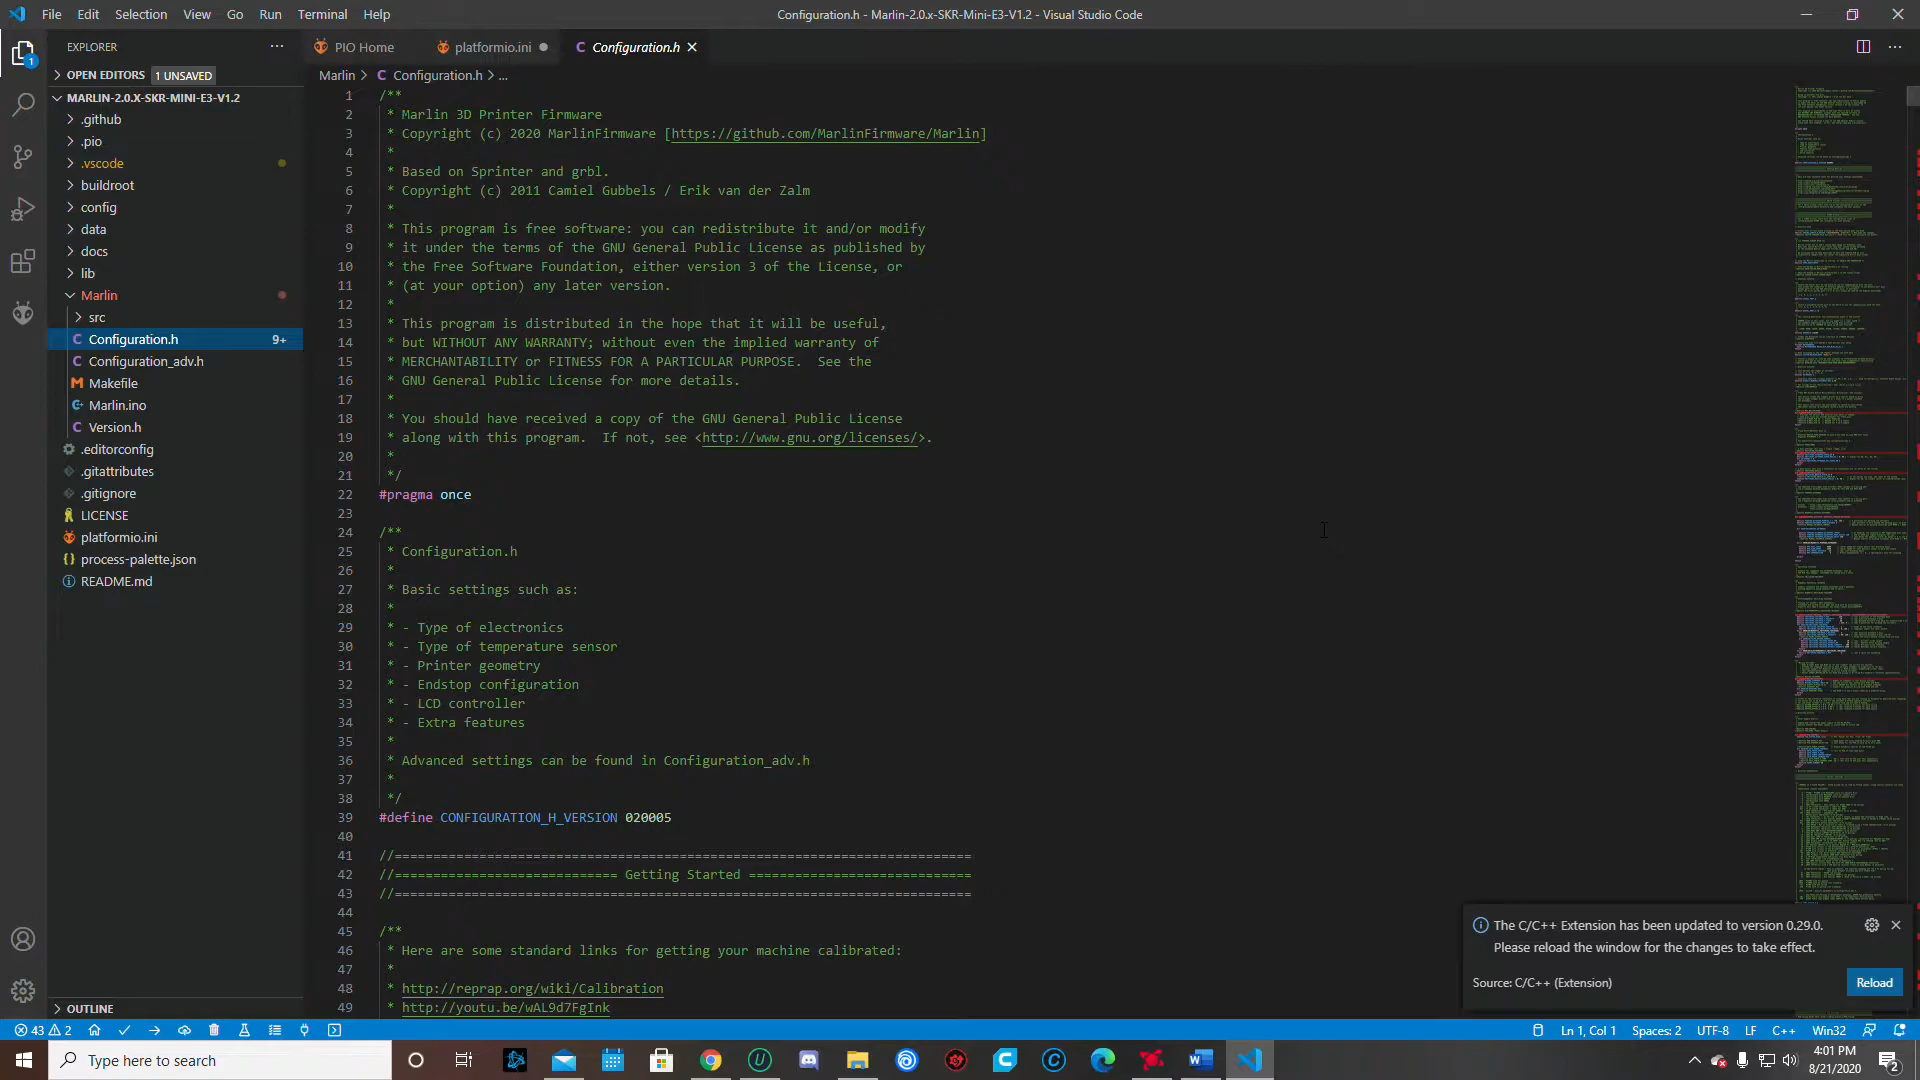 File Edit Selection View Go Run Terminal Help
Configuration.h - Marlin-2.0.x-SKR-Mini-E3-V1.2 - Visual Studio Code
EXPLORER
PIO Home
platformio.ini
Configuration.h
1
OPEN EDITORS 1 UNSAVED
MARLIN-2.0.X-SKR-MINI-E3-V1.2
.github
.pio
.vscode
buildroot
config
data
docs
lib
Marlin
src
Configuration.h 9+
Configuration_adv.h
Makefile
Marlin.ino
Version.h
.editorconfig
.gitattributes
.gitignore
LICENSE
platformio.ini
process-palette.json
README.md
OUTLINE
Marlin > C Configuration.h > ...
1 /**
2 * Marlin 3D Printer Firmware
3 * Copyright (c) 2020 MarlinFirmware [https://github.com/MarlinFirmware/Marlin]
4 *
5 * Based on Sprinter and grbl.
6 * Copyright (c) 2011 Camiel Gubbels / Erik van der Zalm
7 *
8 * This program is free software: you can redistribute it and/or modify
9 * it under the terms of the GNU General Public License as published by
10 * the Free Software Foundation, either version 3 of the License, or
11 * (at your option) any later version.
12 *
13 * This program is distributed in the hope that it will be useful,
14 * but WITHOUT ANY WARRANTY; without even the implied warranty of
15 * MERCHANTABILITY or FITNESS FOR A PARTICULAR PURPOSE.  See the
16 * GNU General Public License for more details.
17 *
18 * You should have received a copy of the GNU General Public License
19 * along with this program.  If not, see <http://www.gnu.org/licenses/>.
20 *
21 */
22 #pragma once
23
24 /**
25 * Configuration.h
26 *
27 * Basic settings such as:
28 *
29 * - Type of electronics
30 * - Type of temperature sensor
31 * - Printer geometry
32 * - Endstop configuration
33 * - LCD controller
34 * - Extra features
35 *
36 * Advanced settings can be found in Configuration_adv.h
37 *
38 */
39 #define CONFIGURATION_H_VERSION 020005
40
41 //===========================================================================
42 //============================= Getting Started =============================
43 //===========================================================================
44
45 /**
46 * Here are some standard links for getting your machine calibrated:
47 *
48 * http://reprap.org/wiki/Calibration
49 * http://youtu.be/wAL9d7FgInk
The C/C++ Extension has been updated to version 0.29.0.
Please reload the window for the changes to take effect.
Source: C/C++ (Extension)
Reload
43 2
Ln 1, Col 1 Spaces: 2 UTF-8 LF C++ Win32
Type here to search
4:01 PM
8/21/2020
2